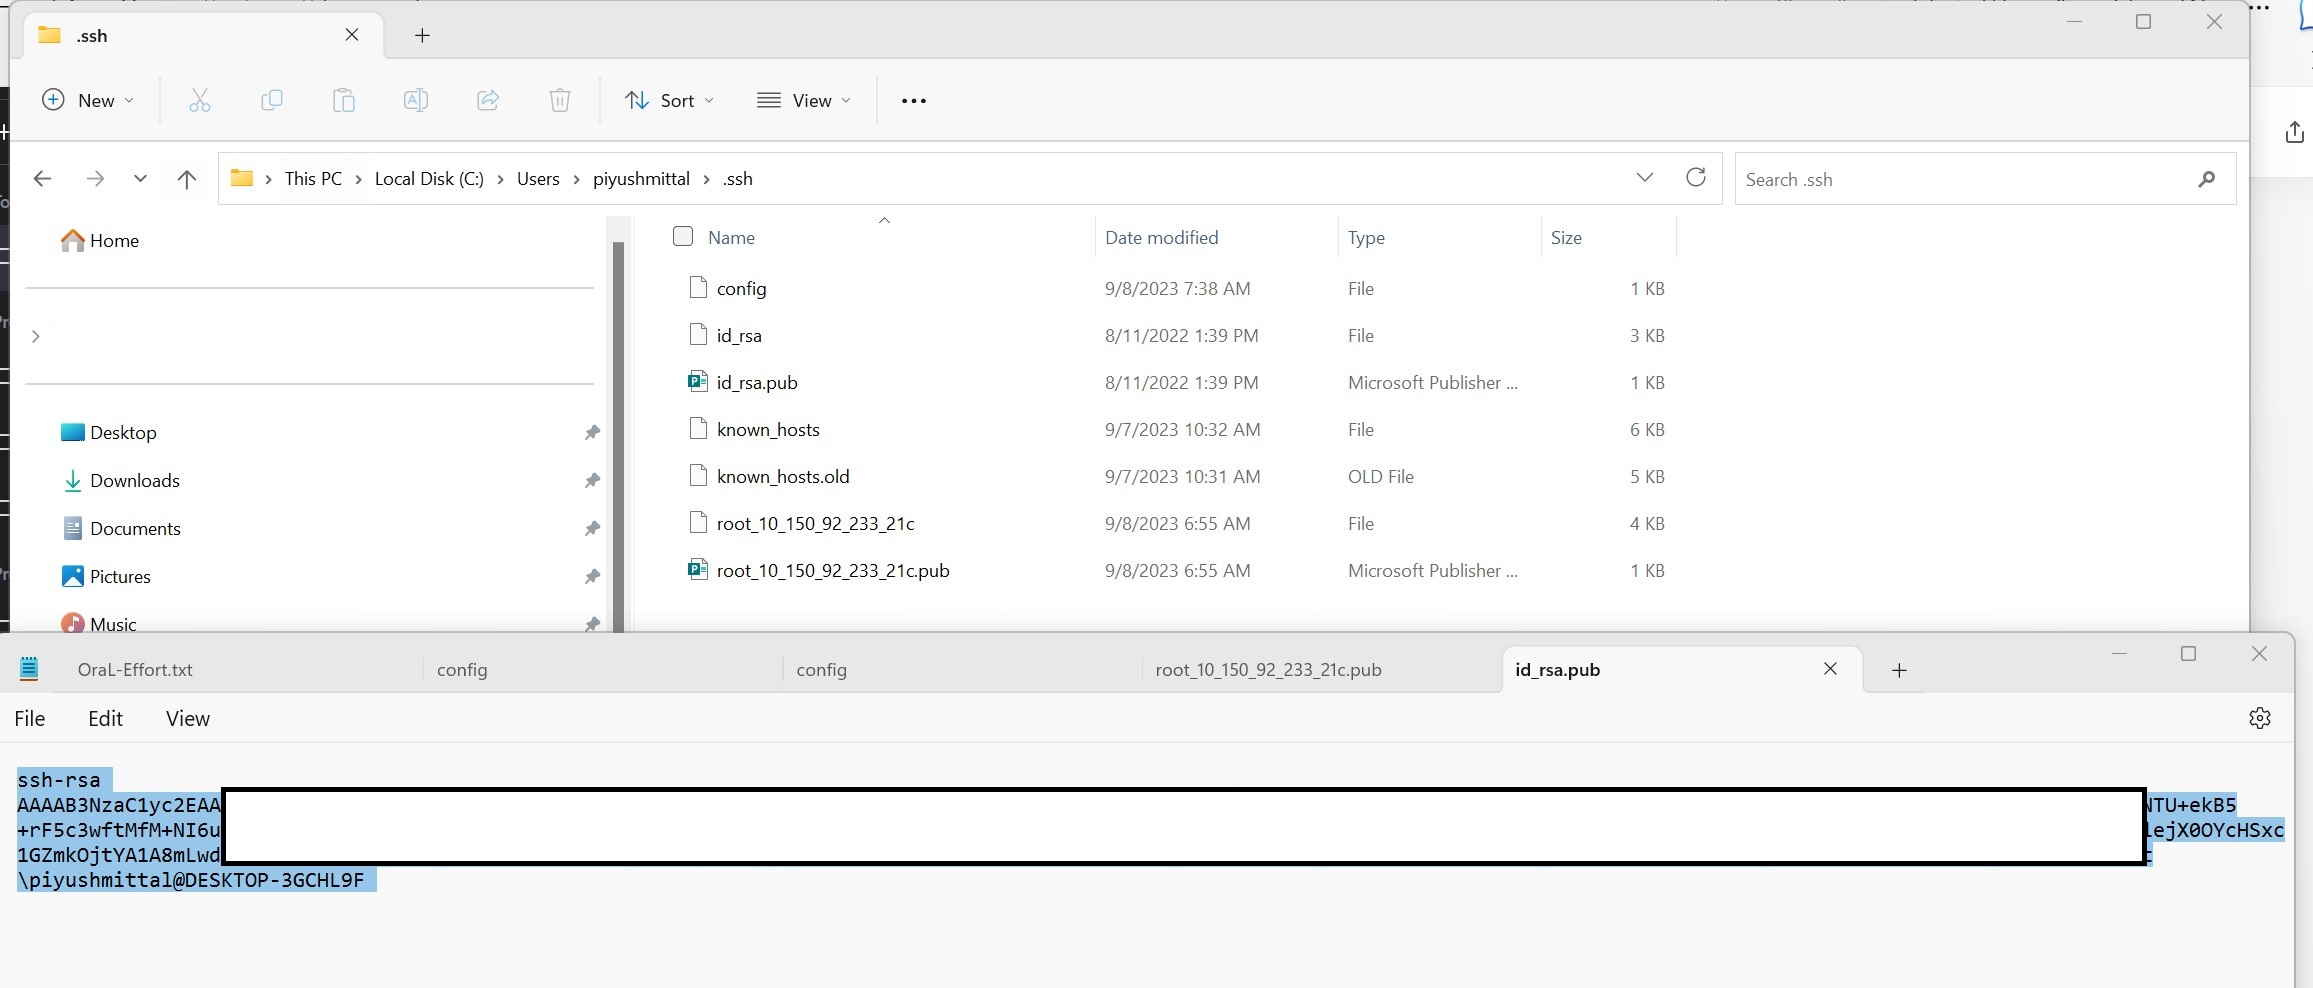 .ssh
New
Sort
View
This PC > Local Disk (C:) > Users > piyushmittal > .ssh
Search .ssh
Home
Desktop
Downloads
Documents
Pictures
Music
Name Date modified Type Size
config 9/8/2023 7:38 AM File 1 KB
id_rsa 8/11/2022 1:39 PM File 3 KB
id_rsa.pub 8/11/2022 1:39 PM Microsoft Publisher ... 1 KB
known_hosts 9/7/2023 10:32 AM File 6 KB
known_hosts.old 9/7/2023 10:31 AM OLD File 5 KB
root_10_150_92_233_21c 9/8/2023 6:55 AM File 4 KB
root_10_150_92_233_21c.pub 9/8/2023 6:55 AM Microsoft Publisher ... 1 KB
OraL-Effort.txt config config root_10_150_92_233_21c.pub id_rsa.pub
File Edit View
ssh-rsa
AAAAB3NzaC1yc2EAA NTU+ekB5
+rF5c3wftMfM+NI6u ejX0OYcHSxc
1GZmkOjtYA1A8mLwd
\piyushmittal@DESKTOP-3GCHL9F